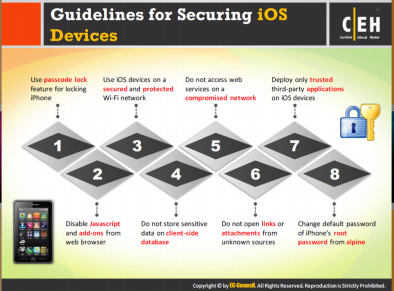 Guidelines for Securing iOS
Devices
C|EH
Certified Ethical Hacker
Use passcode lock
feature for locking
iPhone
Use iOS devices on a
secured and protected
Wi-Fi network
Do not access web
services on a
compromised network
Deploy only trusted
third-party applications
on iOS devices
1
3
5
7
2
4
6
8
Disable Javascript
and add-ons from
web browser
Do not store sensitive
data on client-side
database
Do not open links or
attachments from
unknown sources
Change default password
of iPhone's root
password from alpine
Copyright © by EC-Council. All Rights Reserved. Reproduction is Strictly Prohibited.